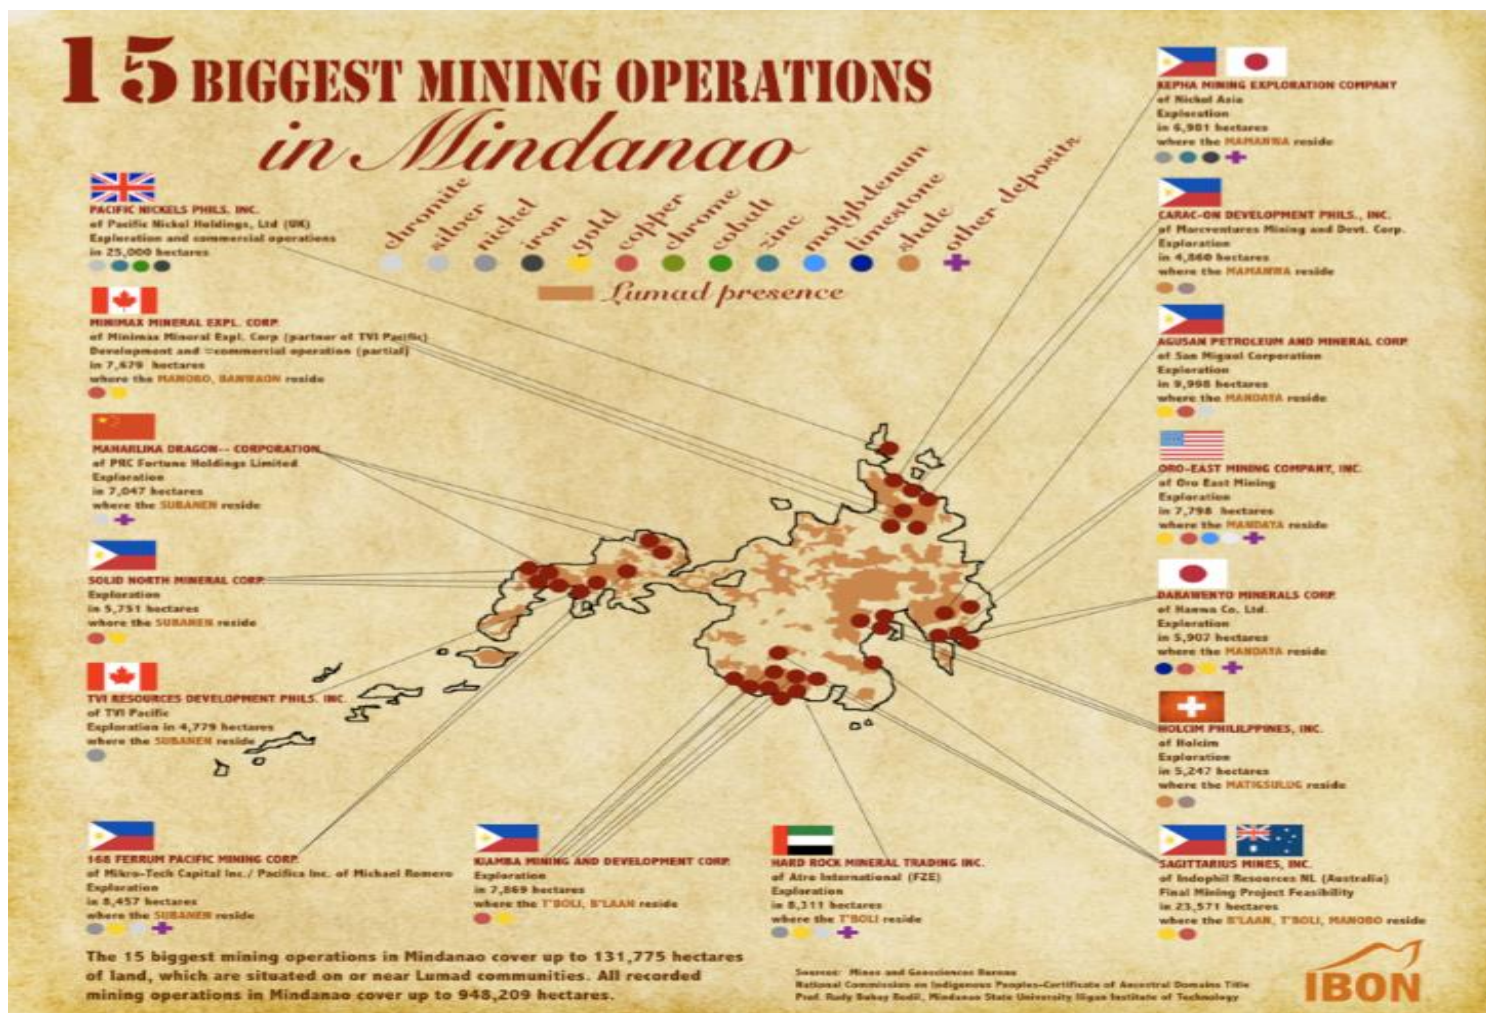 15 BIGGEST MINING OPERATIONS
in Mindanao
chromite
silver
nickel
iron
gold
copper
chrome
cobalt
zinc
molybdenum
limestone
shale
other deposits
Lumad presence
PACIFIC NICKELS PHILS. INC.
of Pacific Nickel Holdings, Ltd (UK)
Exploration and commercial operations
in 25,000 hectares
MINIMAX MINERAL EXPL. CORP.
of Minimax Mineral Expl. Corp (partner of TVI Pacific)
Development and =commercial operation (partial)
in 7,679 hectares
where the MANOBO, BANWAON reside
MAHARLIKA DRAGON-- CORPORATION
of PRC Fortune Holdings Limited
Exploration
in 7,047 hectares
where the SUBANEN reside
SOLID NORTH MINERAL CORP.
Exploration
in 5,751 hectares
where the SUBANEN reside
TVI RESOURCES DEVELOPMENT PHILS. INC.
of TVI Pacific
Exploration in 4,779 hectares
where the SUBANEN reside
168 FERRUM PACIFIC MINING CORP.
of Mikro-Tech Capital Inc./ Pacifica Inc. of Michael Romero
Exploration
in 8,457 hectares
where the SUBANEN reside
KIAMBA MINING AND DEVELOPMENT CORP.
Exploration
in 7,869 hectares
where the T'BOLI, B'LAAN reside
HARD ROCK MINERAL TRADING INC.
of Atro International (FZE)
Exploration
in 8,311 hectares
where the T'BOLI reside
KEPHA MINING EXPLORATION COMPANY
of Nickel Asia
Exploration
in 6,981 hectares
where the MAMANWA reside
CARAC-ON DEVELOPMENT PHILS., INC.
of Marcventures Mining and Devt. Corp.
Exploration
in 4,860 hectares
where the MAMANWA reside
AGUSAN PETROLEUM AND MINERAL CORP.
of San Miguel Corporation
Exploration
in 9,998 hectares
where the MANDAYA reside
ORO-EAST MINING COMPANY, INC.
of Oro East Mining
Exploration
in 7,798 hectares
where the MANDAYA reside
DABAWENYO MINERALS CORP.
of Hanwa Co. Ltd.
Exploration
in 5,907 hectares
where the MANDAYA reside
HOLCIM PHILILPPINES, INC.
of Holcim
Exploration
in 5,247 hectares
where the MATIGSULUG reside
SAGITTARIUS MINES, INC.
of Indophil Resources NL (Australia)
Final Mining Project Feasibility
in 23,571 hectares
where the B'LAAN, T'BOLI, MANOBO reside
The 15 biggest mining operations in Mindanao cover up to 131,775 hectares
of land, which are situated on or near Lumad communities. All recorded
mining operations in Mindanao cover up to 948,209 hectares.
Sources: Mines and Geosciences Bureau
National Commission on Indigenous Peoples-Certificate of Ancestral Domains Title
Prof. Rudy Buhay Rodil, Mindanao State University Iligan Institute of Technology
IBON